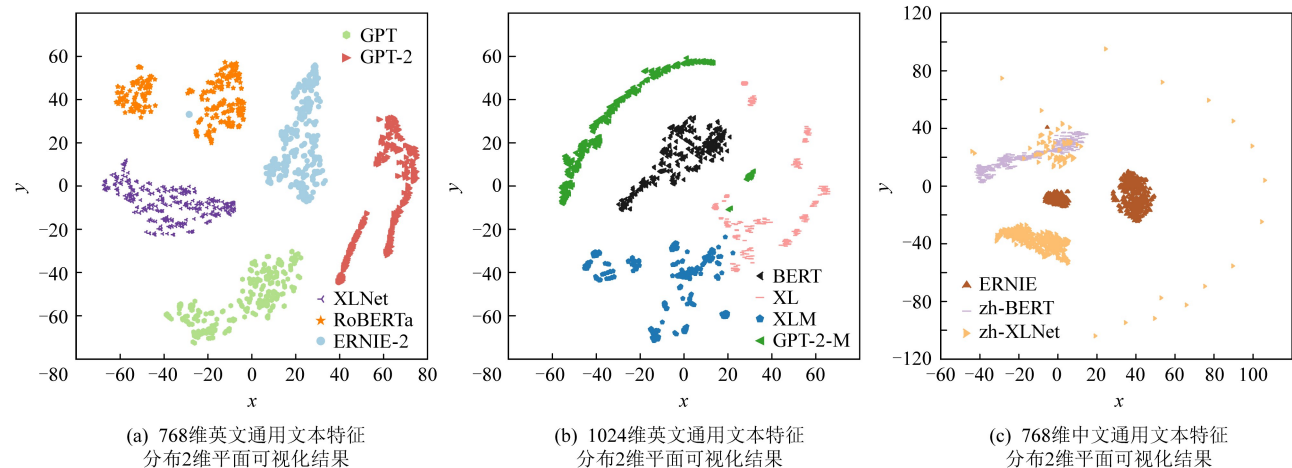 GPT
GPT-2
60
40
20
0
−20
−40
−60
−80
y
XLNet
RoBERTa
ERNIE-2
−60
−40
−20
0
20
40
60
80
x
(a) 768维英文通用文本特征
分布2维平面可视化结果
60
40
20
0
−20
−40
−60
−80
y
BERT
XL
XLM
GPT-2-M
−60
−40
−20
0
20
40
60
x
(b) 1024维英文通用文本特征
分布2维平面可视化结果
120
80
40
0
−40
−80
−120
y
ERNIE
zh-BERT
zh-XLNet
−60
−40
−20
0
20
40
60
80
100
x
(c) 768维中文通用文本特征
分布2维平面可视化结果